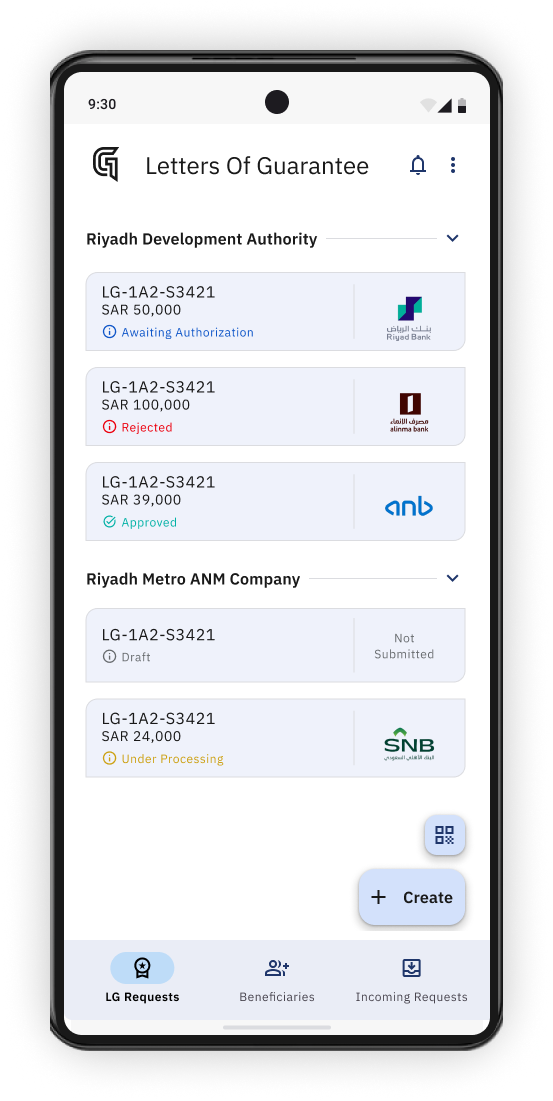 9:30
Letters Of Guarantee
Riyadh Development Authority
LG-1A2-S3421
SAR 50,000
Awaiting Authorization
بنك الرياض
Riyad Bank
LG-1A2-S3421
SAR 100,000
Rejected
مصرف الإنماء
alinma bank
LG-1A2-S3421
SAR 39,000
Approved
anb
Riyadh Metro ANM Company
LG-1A2-S3421
Draft
Not
Submitted
LG-1A2-S3421
SAR 24,000
Under Processing
SNB
البنك الأهلي السعودي
Create
LG Requests
Beneficiaries
Incoming Requests